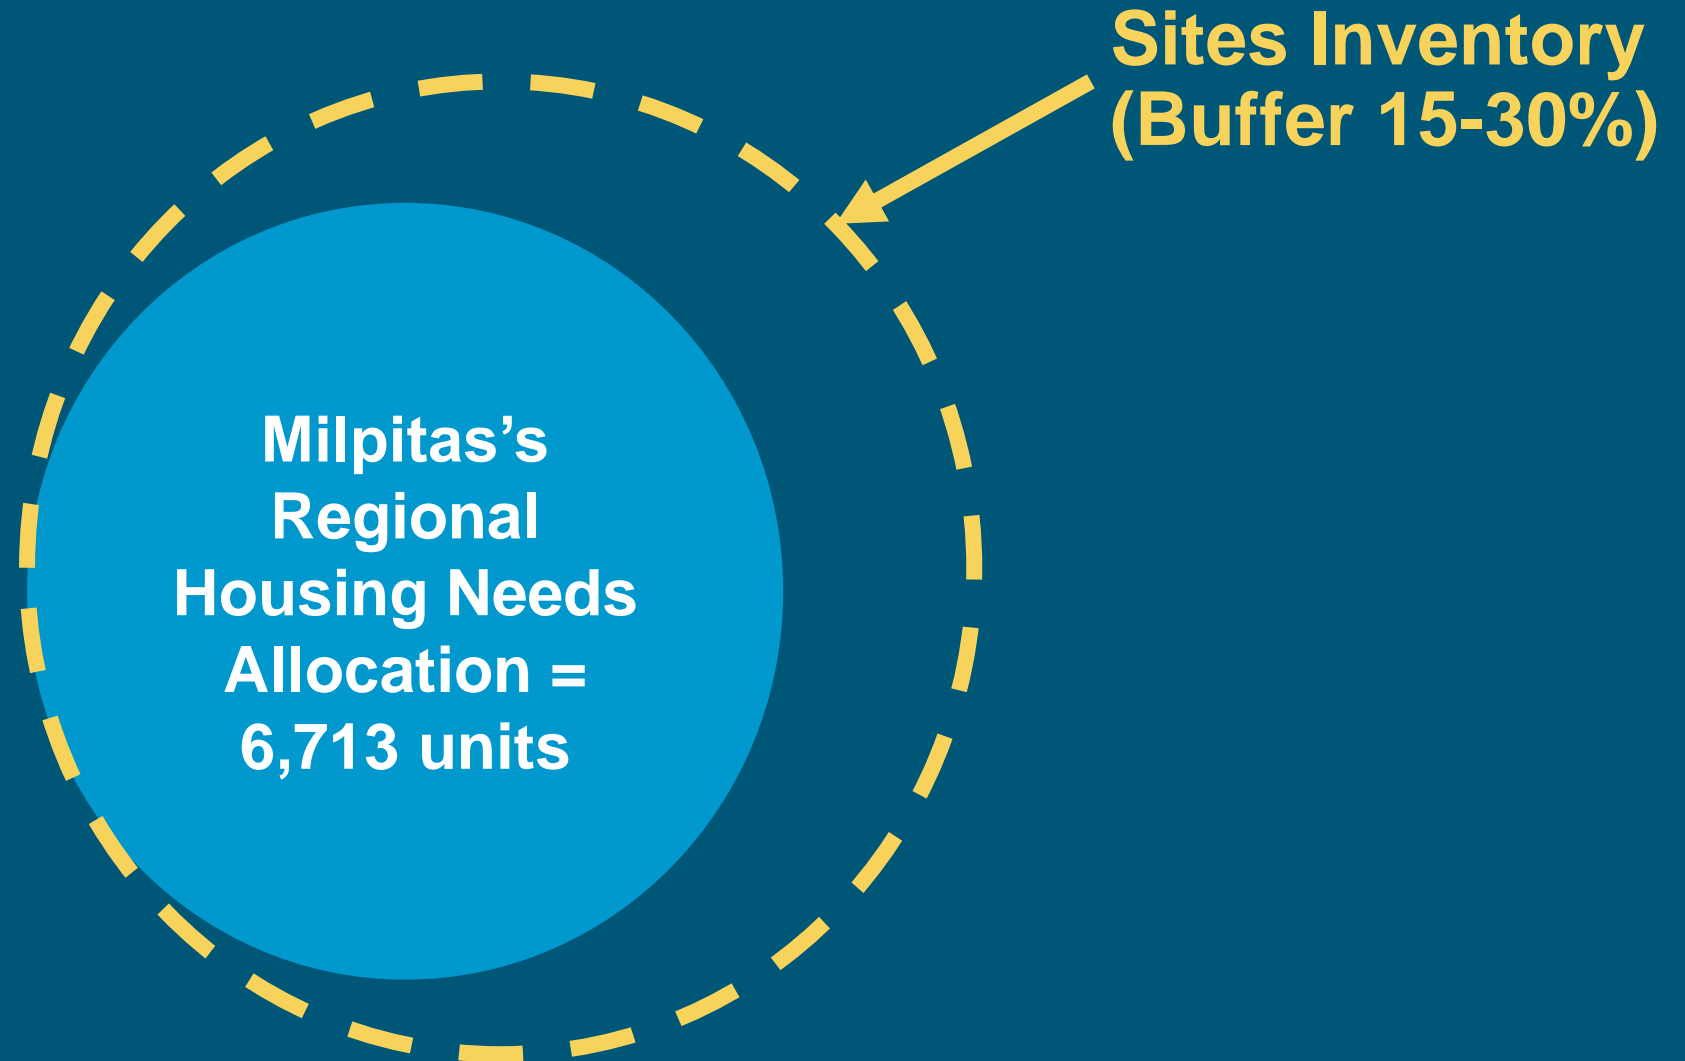 Sites Inventory
(Buffer 15-30%)
Milpitas’s
Regional
Housing Needs
Allocation =
6,713 units